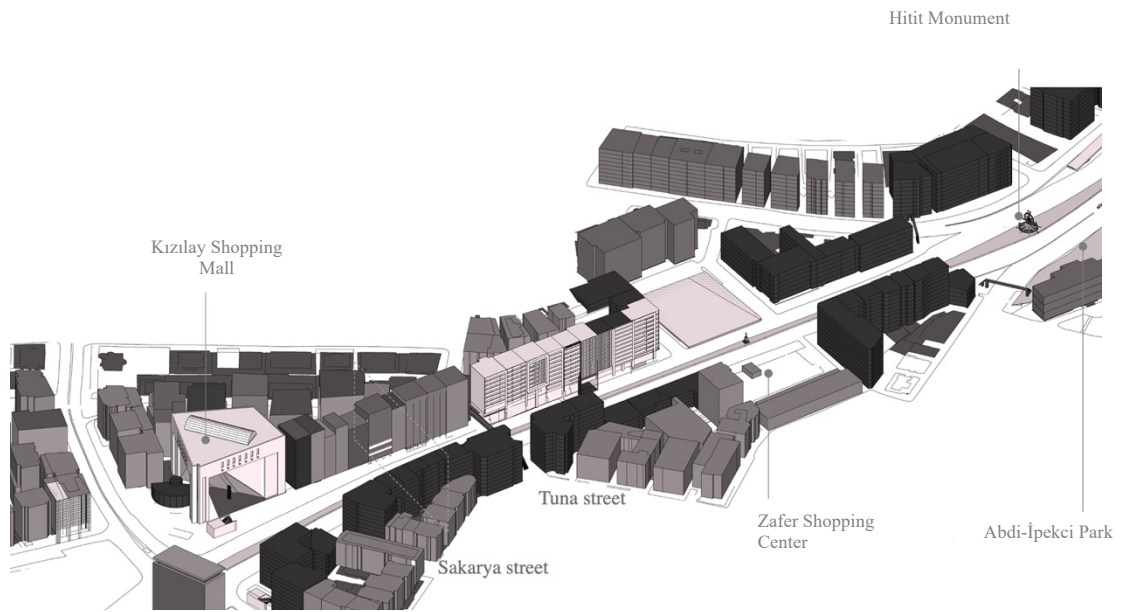 Hitit Monument
Kızılay Shopping
Mall
Tuna street
Zafer Shopping
Center
Abdi-İpekci Park
Sakarya street